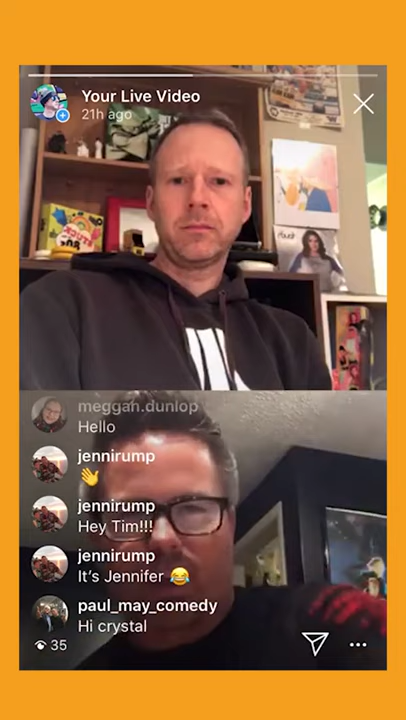 Your Live Video
21h ago
meggan.dunlop
Hello
jennirump
👋
jennirump
Hey Tim!!!
jennirump
It's Jennifer 😂
paul_may_comedy
Hi crystal
35